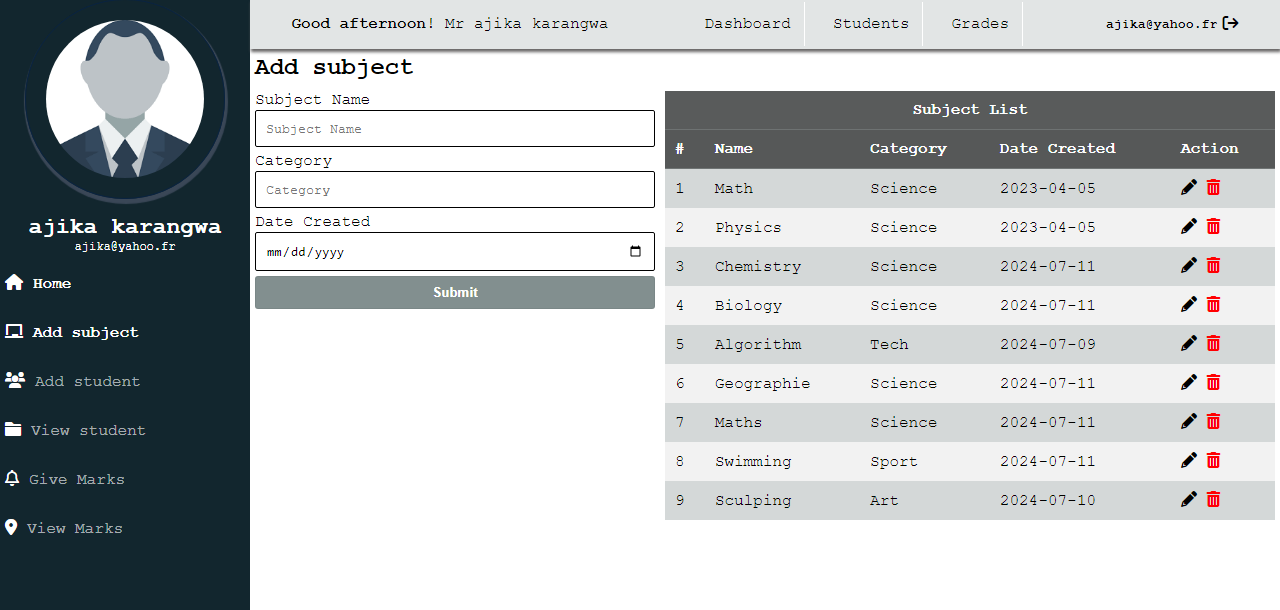 Good afternoon! Mr ajika karangwa
Dashboard
Students
Grades
ajika@yahoo.fr
ajika karangwa
ajika@yahoo.fr
Home
Add subject
Add student
View student
Give Marks
View Marks
Add subject
Subject Name
Subject Name
Category
Category
Date Created
mm/dd/yyyy
Submit
Subject List
# Name Category Date Created Action
1 Math Science 2023-04-05
2 Physics Science 2023-04-05
3 Chemistry Science 2024-07-11
4 Biology Science 2024-07-11
5 Algorithm Tech 2024-07-09
6 Geographie Science 2024-07-11
7 Maths Science 2024-07-11
8 Swimming Sport 2024-07-11
9 Sculping Art 2024-07-10